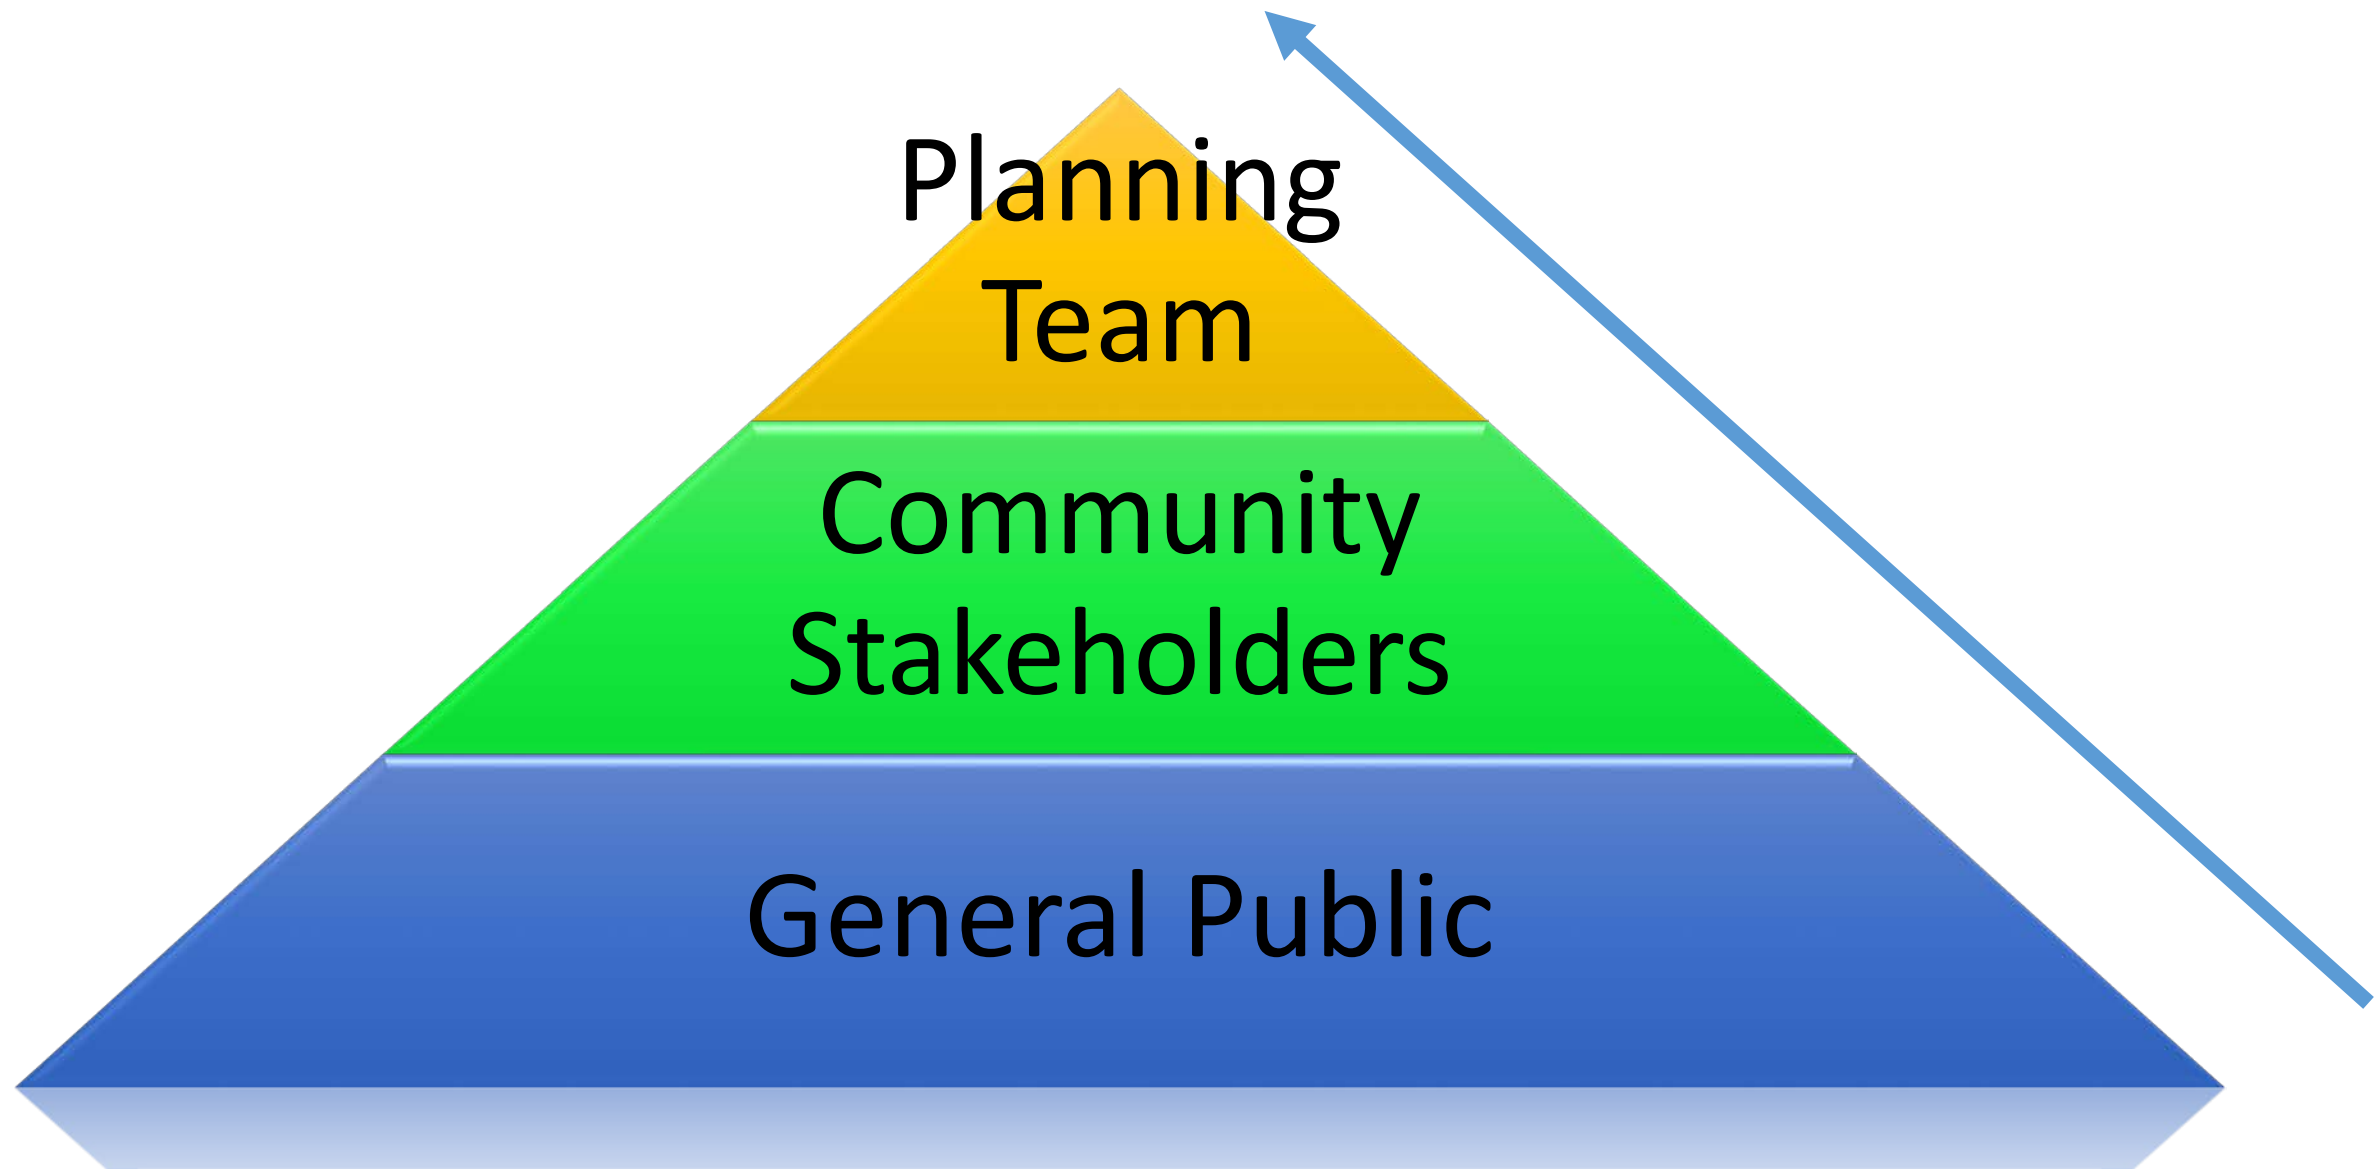 Planning
Team
Community
Stakeholders
General Public